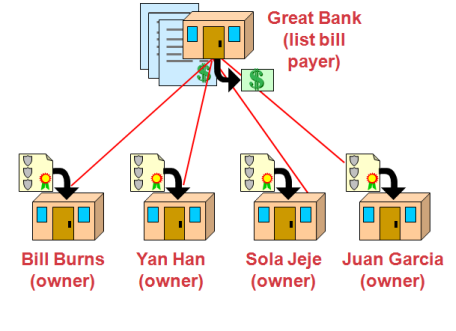 Great Bank
(list bill
payer)
$
$
Bill Burns
(owner)
Yan Han
(owner)
Sola Jeje
(owner)
Juan Garcia
(owner)